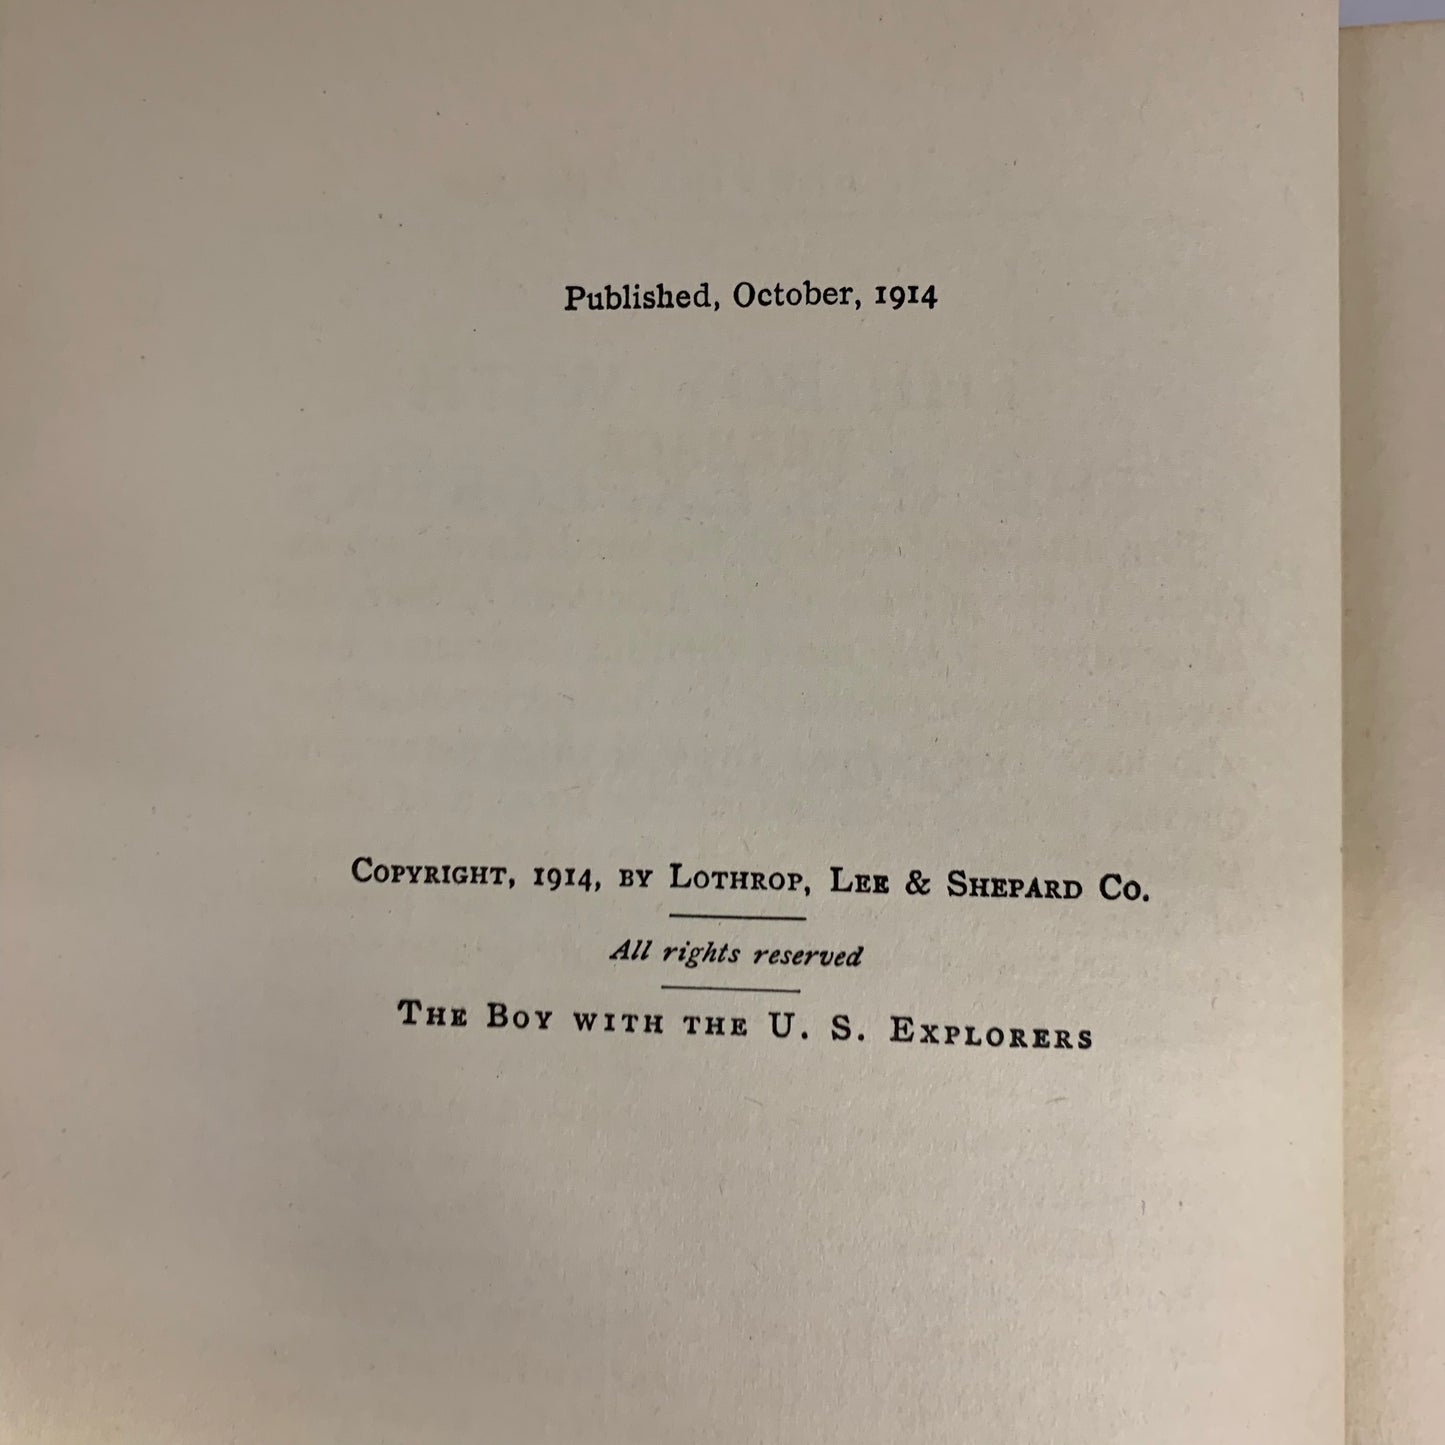 Published, October, 1914
Copyright, 1914, by Lothrop, Lee & Shepard Co.
All rights reserved
The Boy with the U. S. Explorers